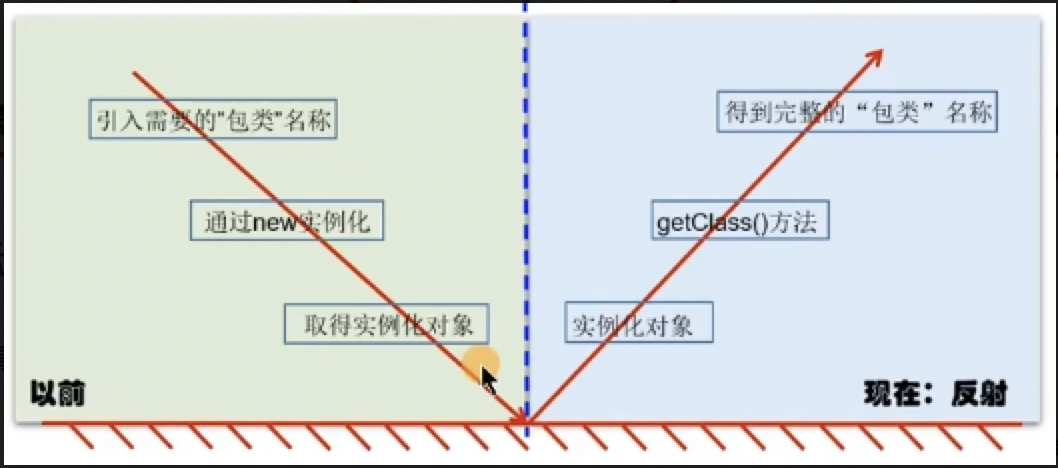 引入需要的"包类"名称
通过new实例化
取得实例化对象
以前
得到完整的“包类”名称
getClass()方法
实例化对象
现在：反射